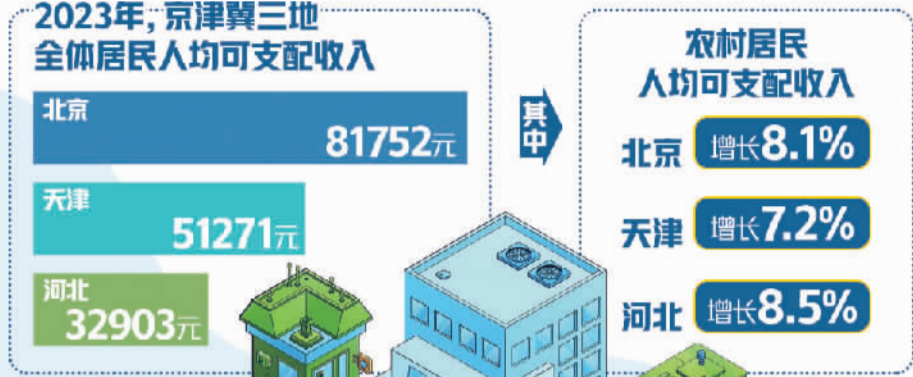 2023年,京津冀三地
全体居民人均可支配收入
北京
81752元
天津
51271元
河北
32903元
其中
农村居民
人均可支配收入
北京 增长8.1%
天津 增长7.2%
河北 增长8.5%